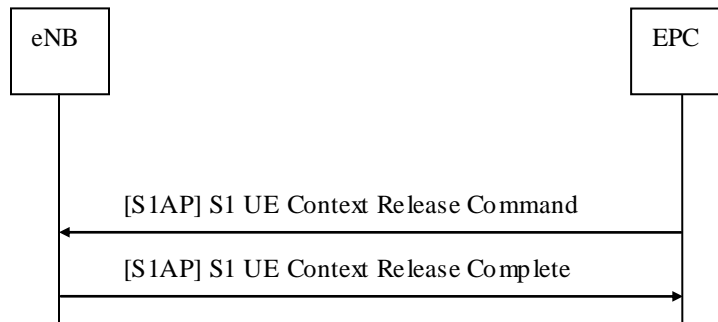 eNB
EPC
[S1AP] S1 UE Context Release Command
[S1AP] S1 UE Context Release Complete